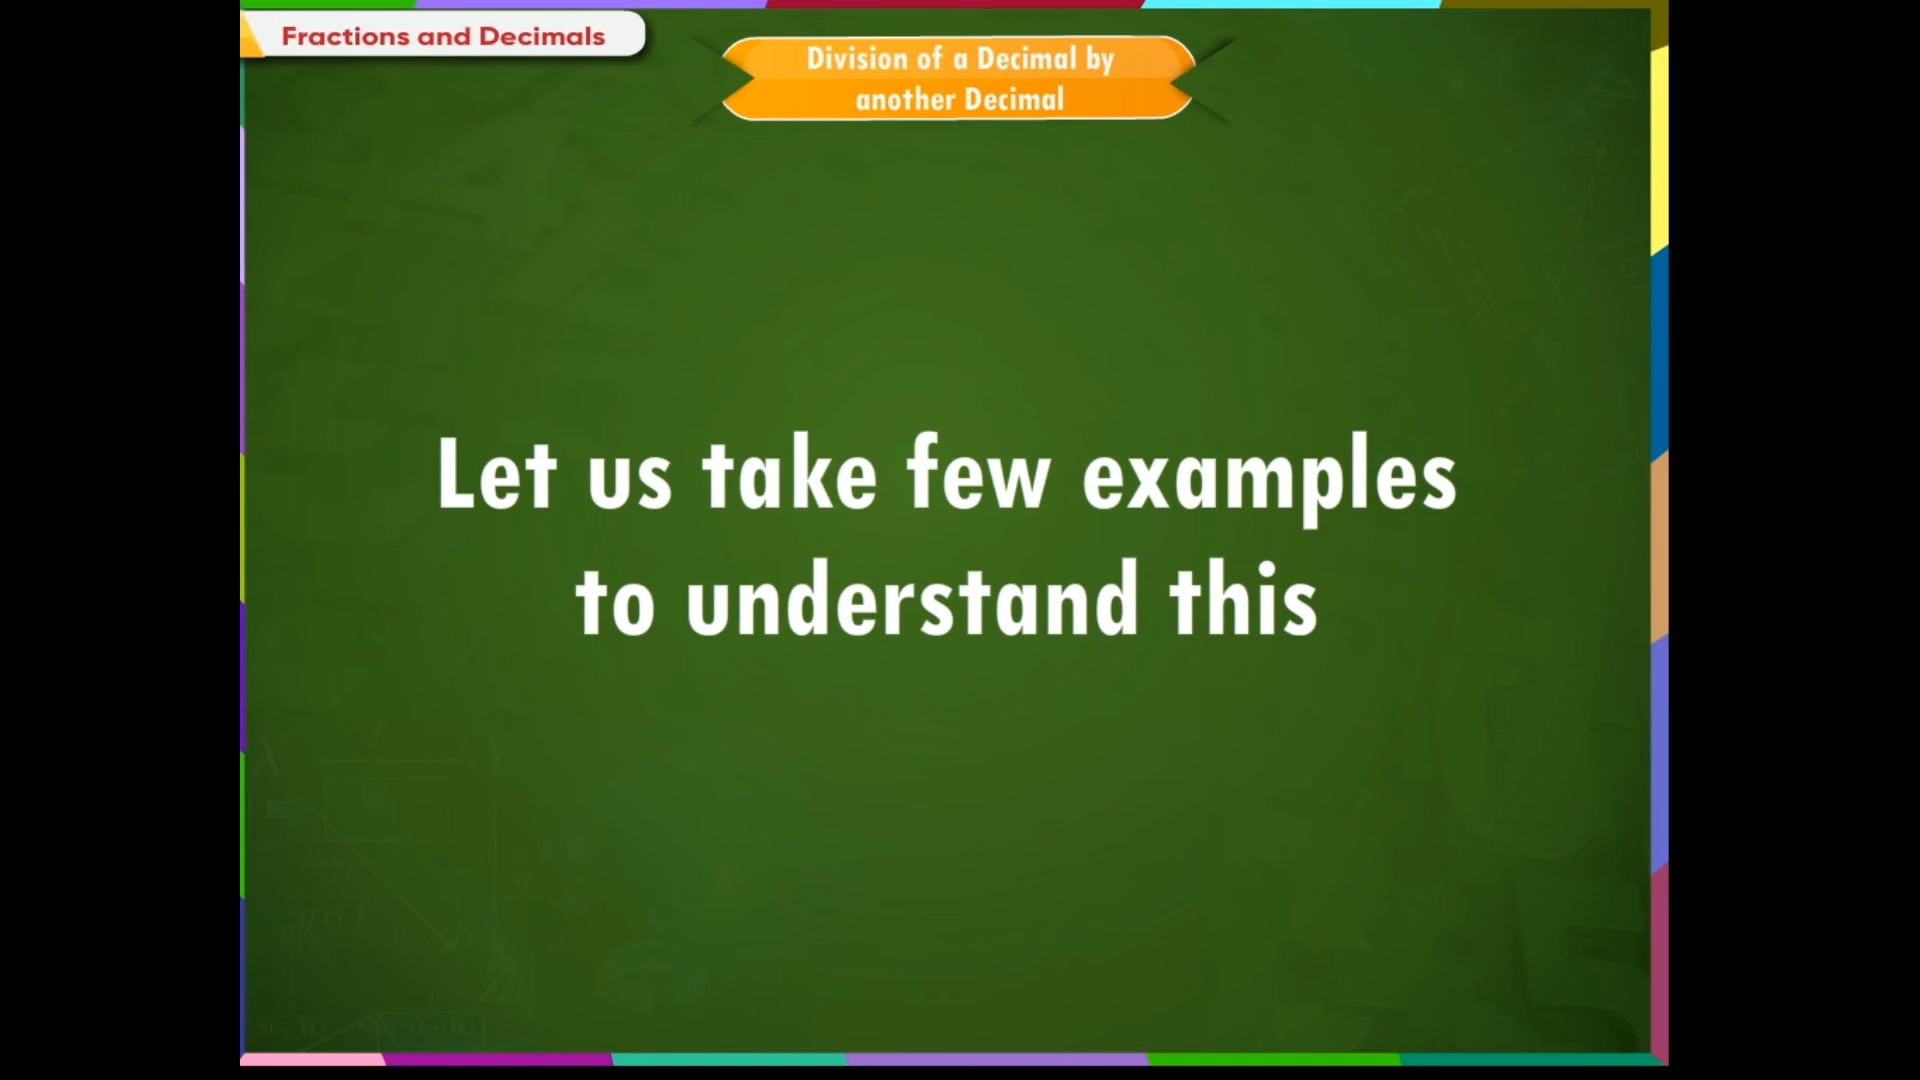 Fractions and Decimals
Division of a Decimal by
another Decimal
Let us take few examples
to understand this